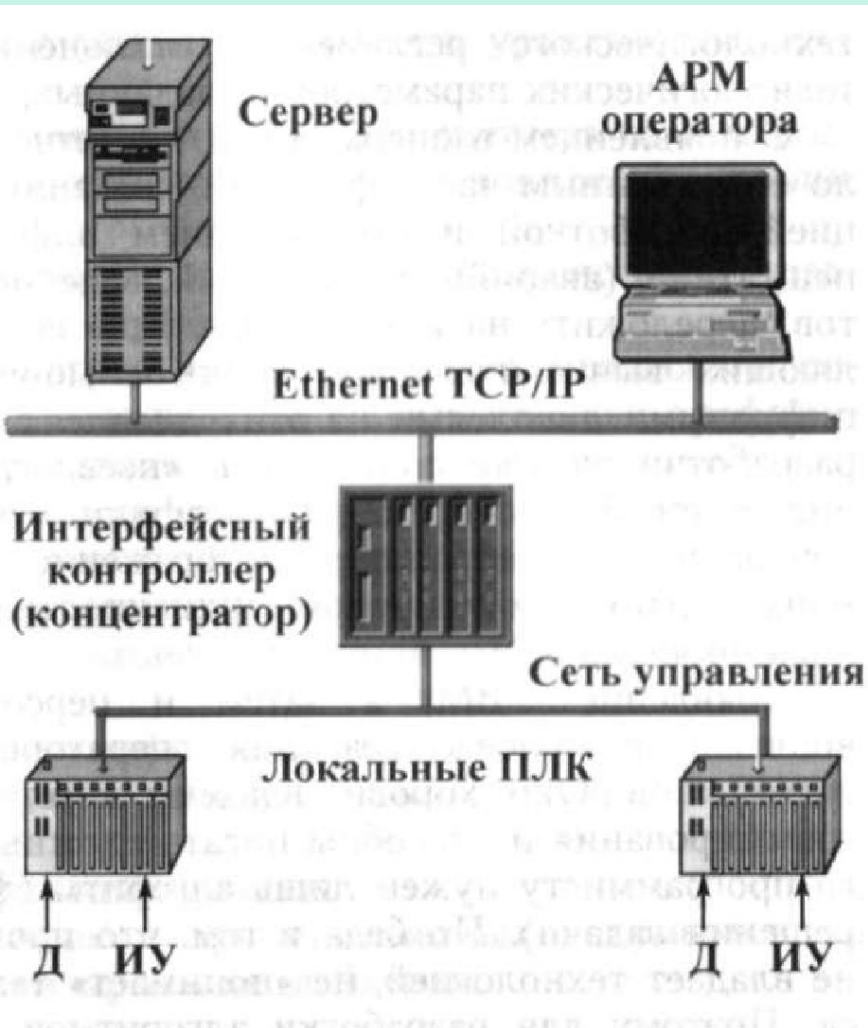 Сервер
АРМ
оператора
Ethernet TCP/IP
Интерфейсный
контроллер
(концентратор)
Сеть управления
Локальные ПЛК
Д ИУ
Д ИУ